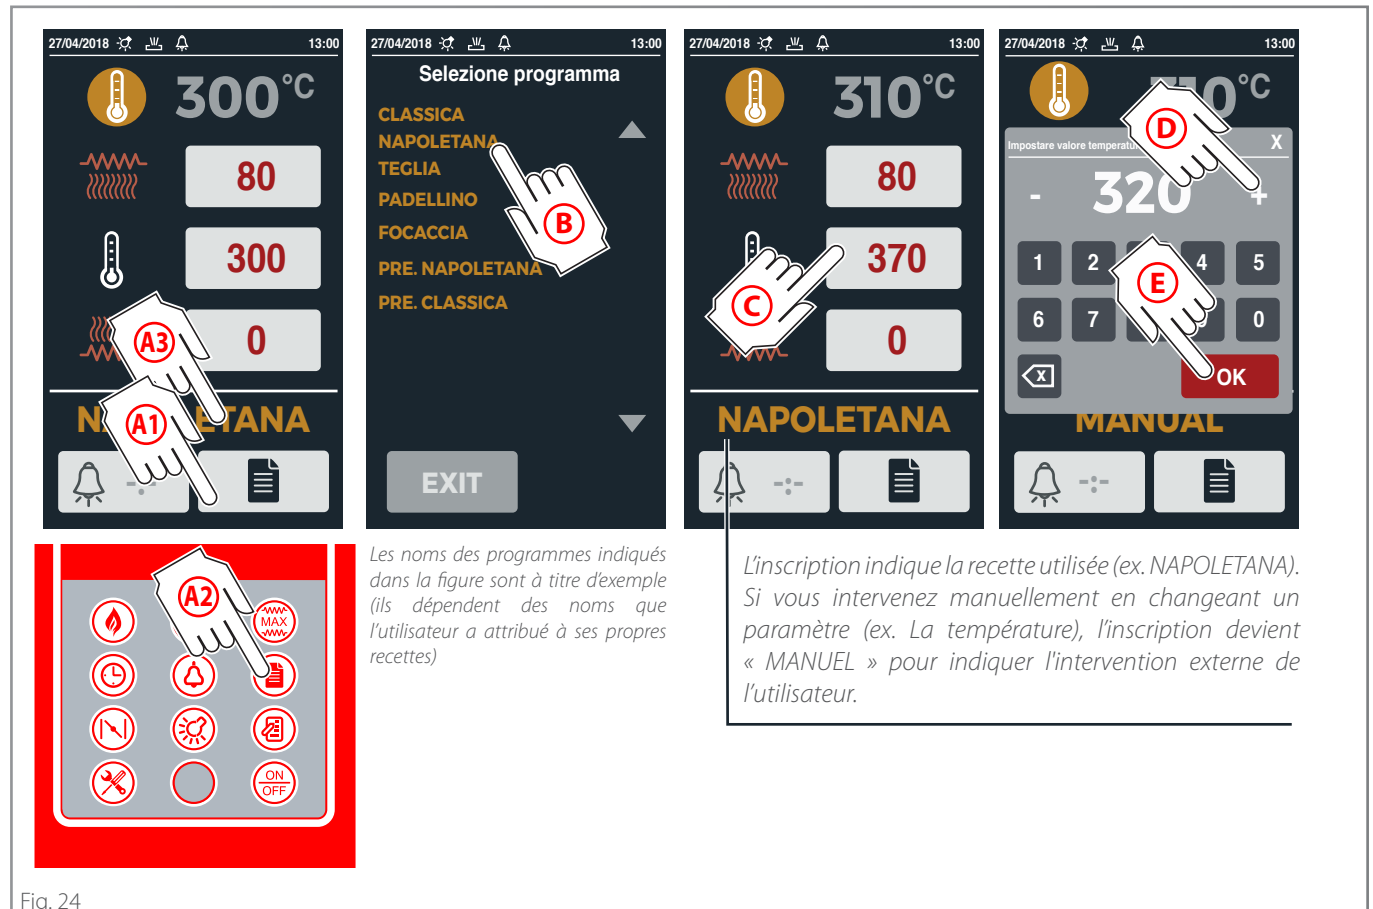 27/04/2018 13:00
300°C
80
300
0
A3
A1
27/04/2018 13:00
Selezione programma
CLASSICA
NAPOLETANA
TEGLIA
PADELLINO
FOCACCIA
PRE. NAPOLETANA
PRE. CLASSICA
B
EXIT
27/04/2018 13:00
310°C
80
370
C
0
NAPOLETANA
-:-
27/04/2018 13:00
°C
D
Impostare valore X
- 320 +
1 2 4 5
E
6 7 0
X
OK
MANUAL
-:-
A2
MAX
ON
OFF
Les noms des programmes indiqués
dans la figure sont à titre d'exemple
(ils dépendent des noms que
l'utilisateur a attribué à ses propres
recettes)
L'inscription indique la recette utilisée (ex. NAPOLETANA).
Si vous intervenez manuellement en changeant un
paramètre (ex. La température), l'inscription devient
« MANUEL » pour indiquer l'intervention externe de
l'utilisateur.
Fig. 24